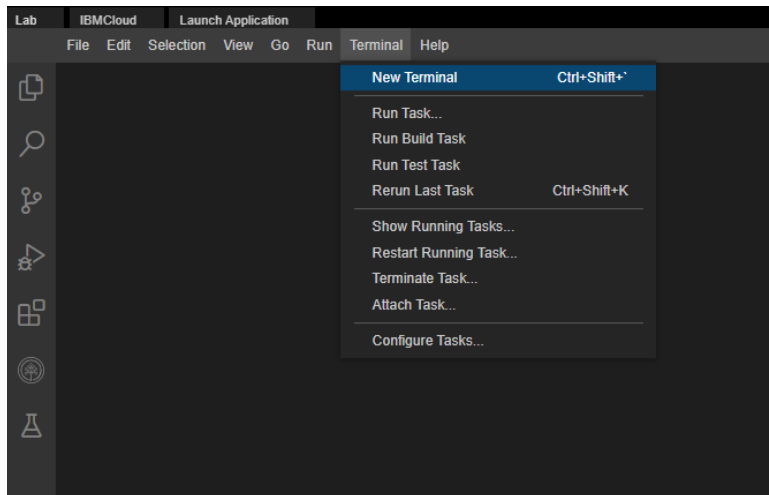 Lab IBMCloud Launch Application
File Edit Selection View Go Run Terminal Help
New Terminal Ctrl+Shift+`
Run Task...
Run Build Task
Run Test Task
Rerun Last Task Ctrl+Shift+K
Show Running Tasks...
Restart Running Task...
Terminate Task...
Attach Task...
Configure Tasks...